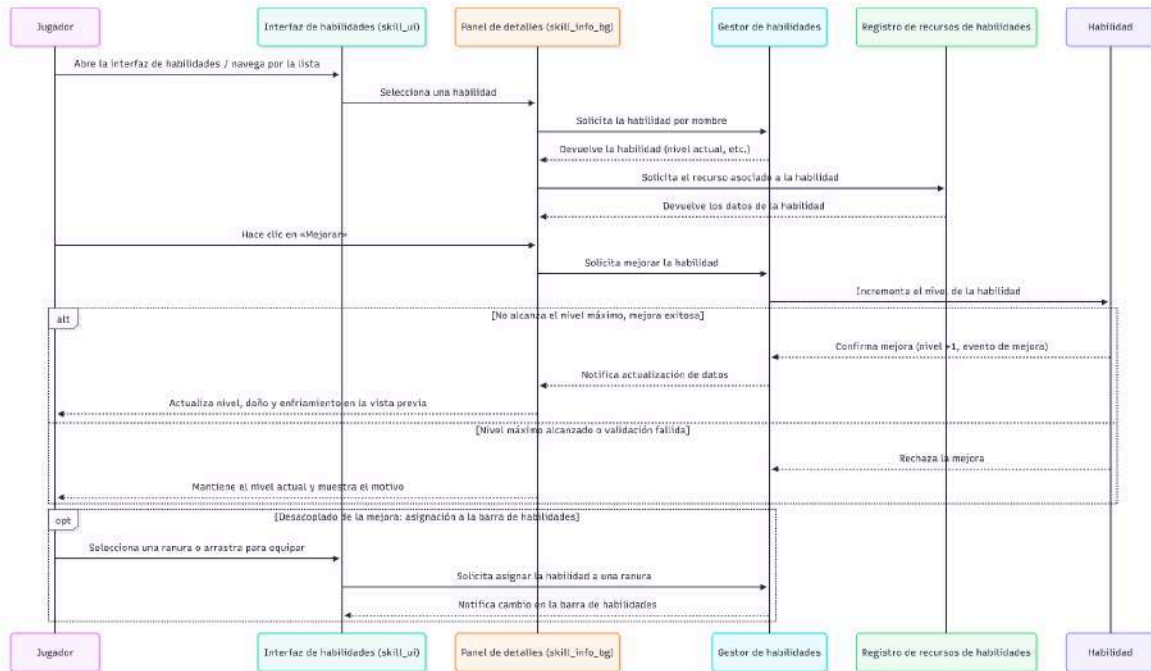 Jugador
Interfaz de habilidades (skill_ui)
Panel de detalles (skill_info_bg)
Gestor de habilidades
Registro de recursos de habilidades
Habilidad
Abre la interfaz de habilidades / navega por la lista
Selecciona una habilidad
Solicita la habilidad por nombre
Devuelve la habilidad (nivel actual, etc.)
Solicita el recurso asociado a la habilidad
Devuelve los datos de la habilidad
Hace clic en «Mejorar»
Solicita mejorar la habilidad
Incrementa el nivel de la habilidad
alt
[No alcanza el nivel máximo, mejora exitosa]
Confirma mejora (nivel +1, evento de mejora)
Notifica actualización de datos
Actualiza nivel, daño y enfriamiento en la vista previa
[Nivel máximo alcanzado o validación fallida]
Rechaza la mejora
Mantiene el nivel actual y muestra el motivo
opt
[Desacoplado de la mejora: asignación a la barra de habilidades]
Selecciona una ranura o arrastra para equipar
Solicita asignar la habilidad a una ranura
Notifica cambio en la barra de habilidades
Jugador
Interfaz de habilidades (skill_ui)
Panel de detalles (skill_info_bg)
Gestor de habilidades
Registro de recursos de habilidades
Habilidad